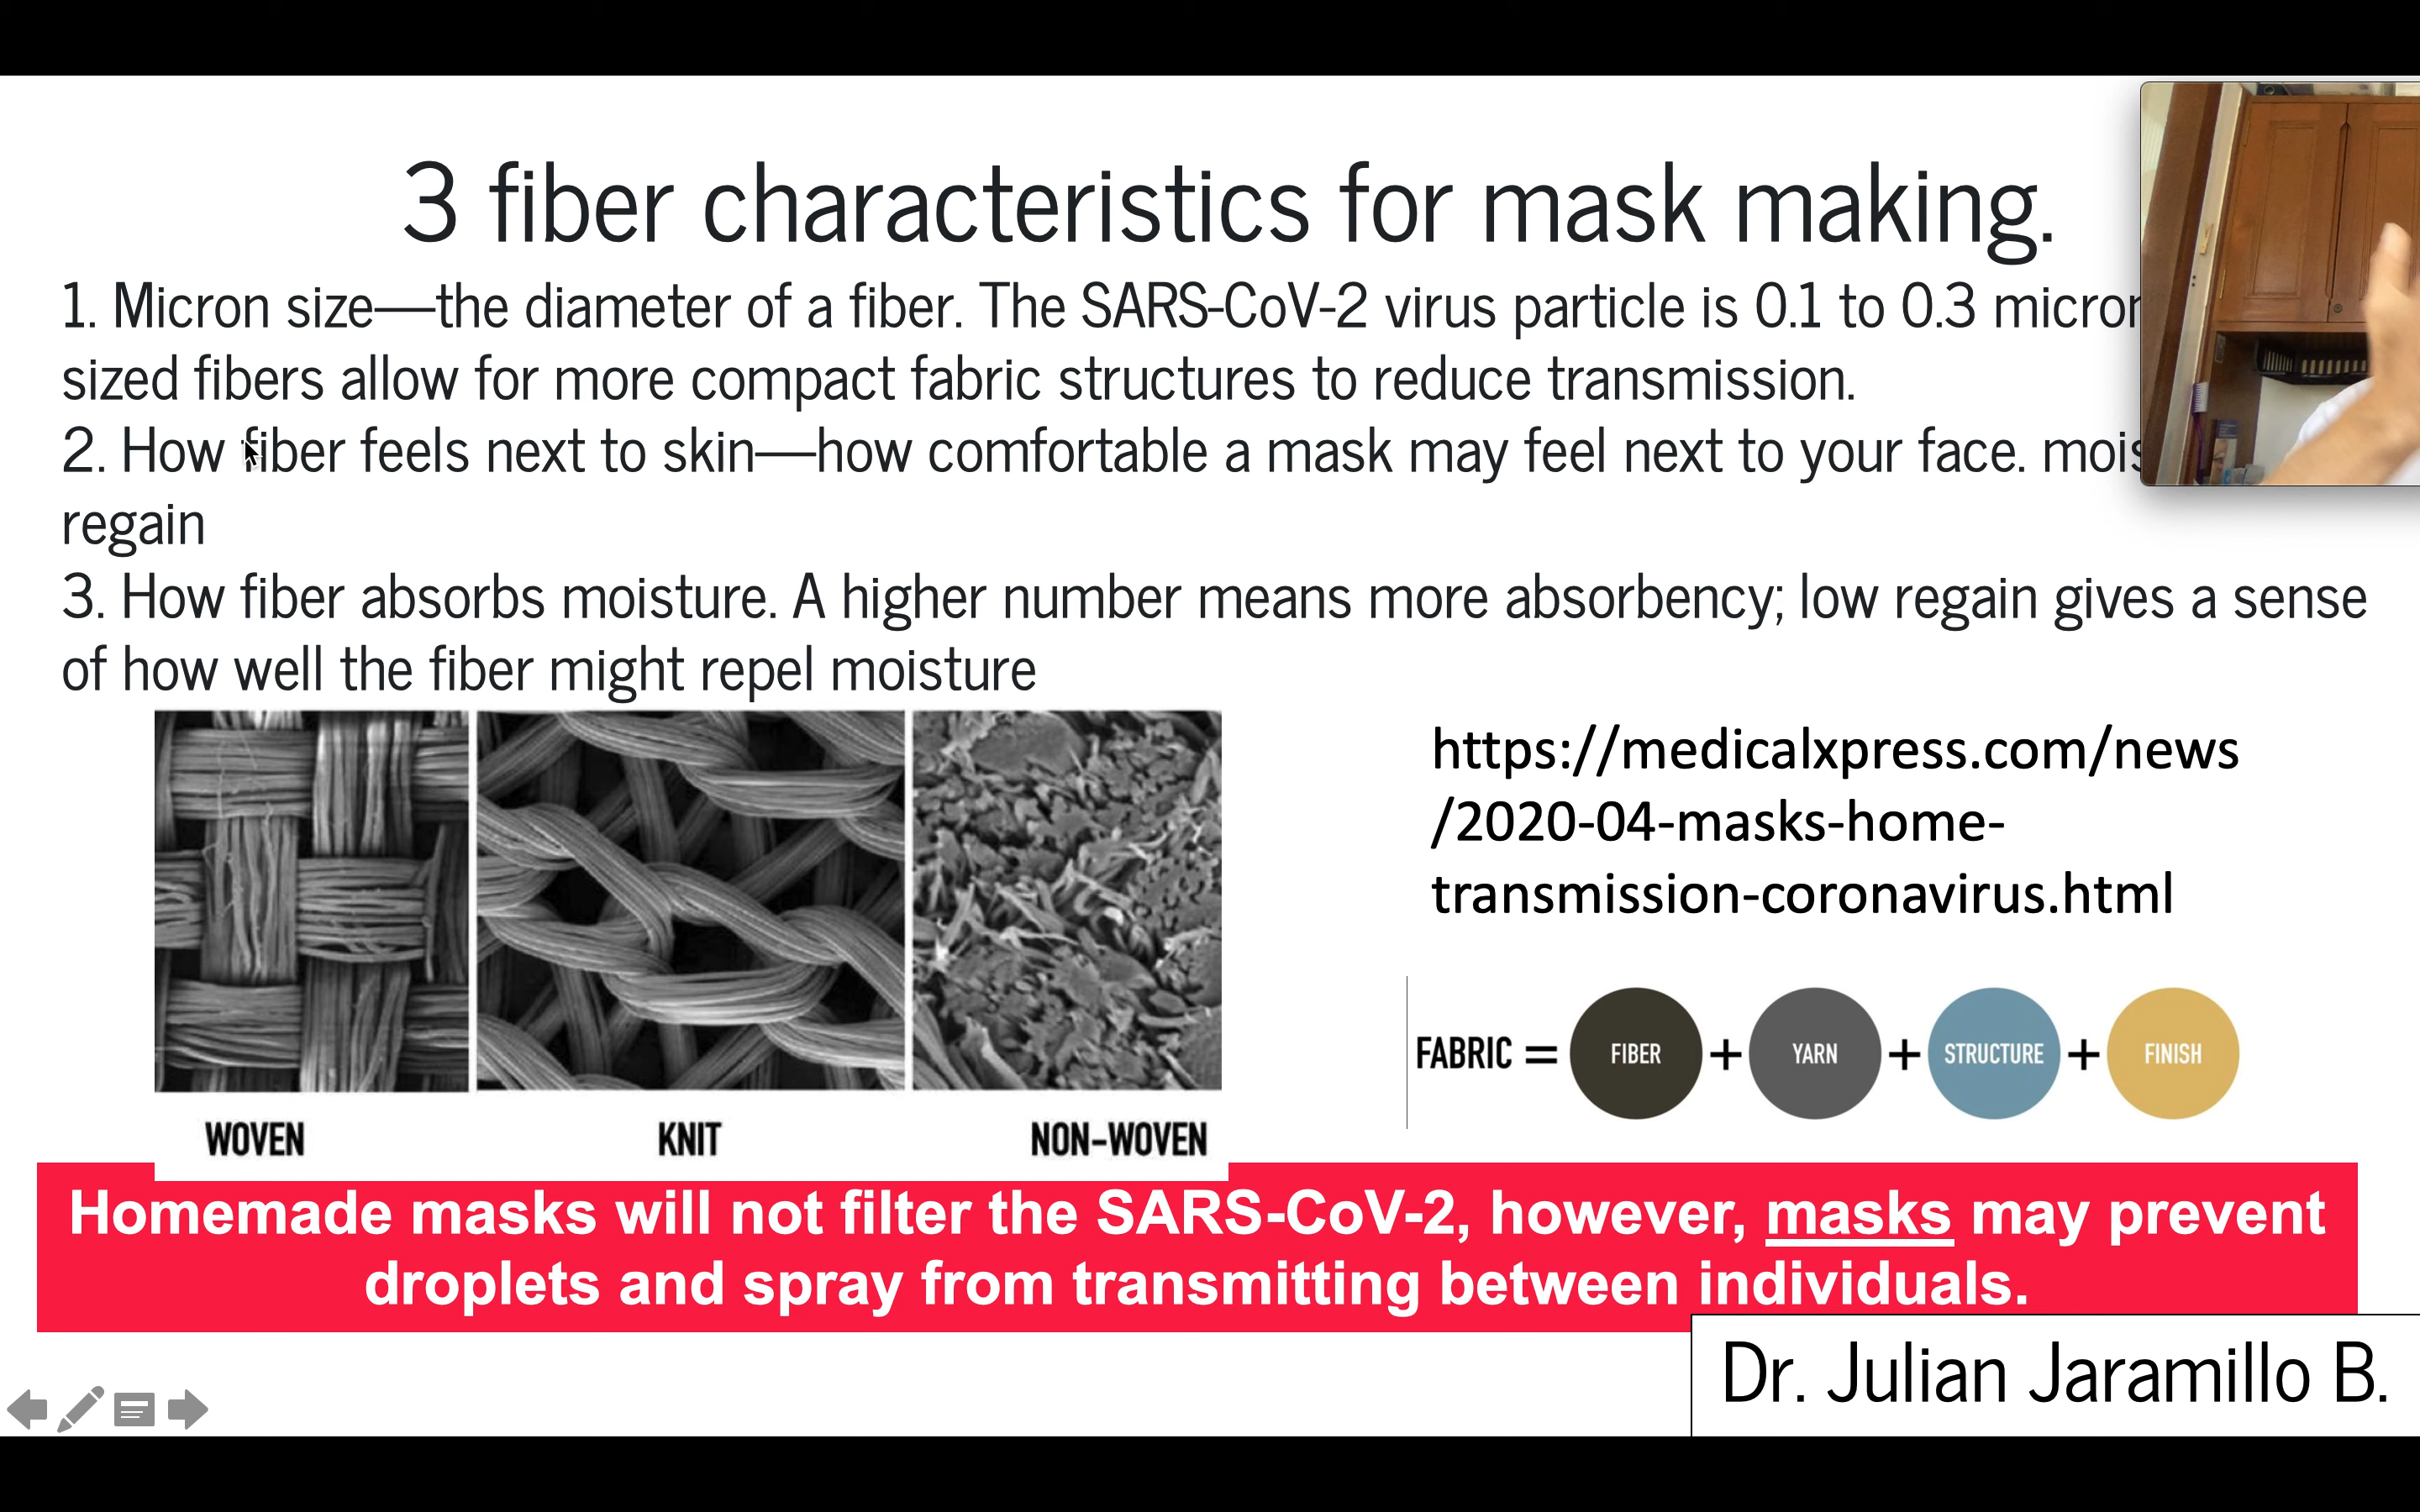 3 fiber characteristics for mask making.
1. Micron size—the diameter of a fiber. The SARS-CoV-2 virus particle is 0.1 to 0.3
sized fibers allow for more compact fabric structures to reduce transmission.
2. How fiber feels next to skin—how comfortable a mask may feel next to your face.
regain
3. How fiber absorbs moisture. A higher number means more absorbency; low regain gives a sense
of how well the fiber might repel moisture
https://medicalxpress.com/news
/2020-04-masks-home-
transmission-coronavirus.html
FABRIC = FIBER + YARN + STRUCTURE + FINISH
WOVEN KNIT NON-WOVEN
Homemade masks will not filter the SARS-CoV-2, however, masks may prevent
droplets and spray from transmitting between individuals.
Dr. Julian Jaramillo B.